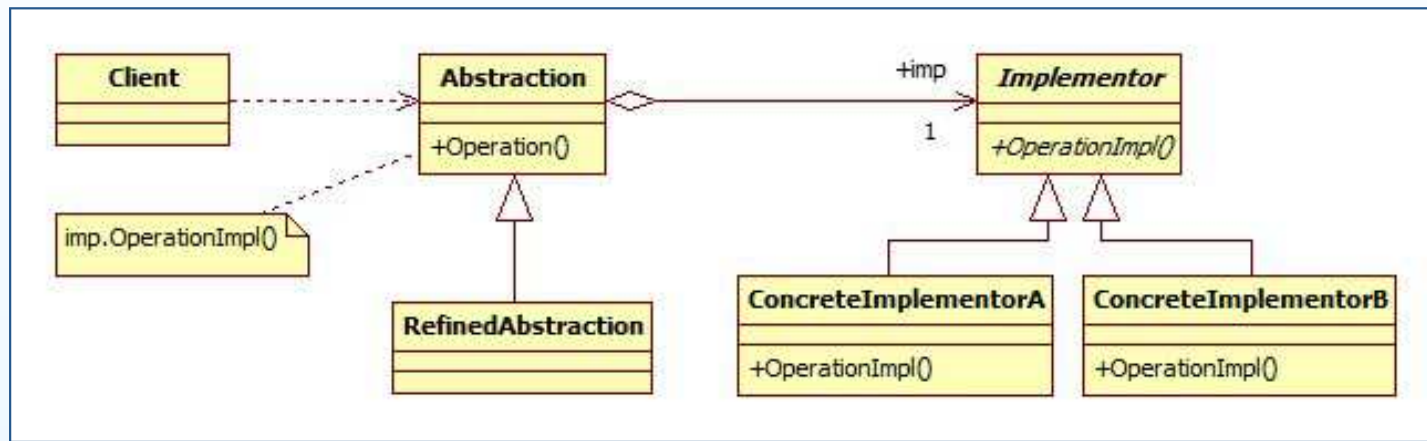 Client
Abstraction
+Operation()
+imp
1
Implementor
+OperationImpl()
imp.OperationImpl()
RefinedAbstraction
ConcreteImplementorA
+OperationImpl()
ConcreteImplementorB
+OperationImpl()